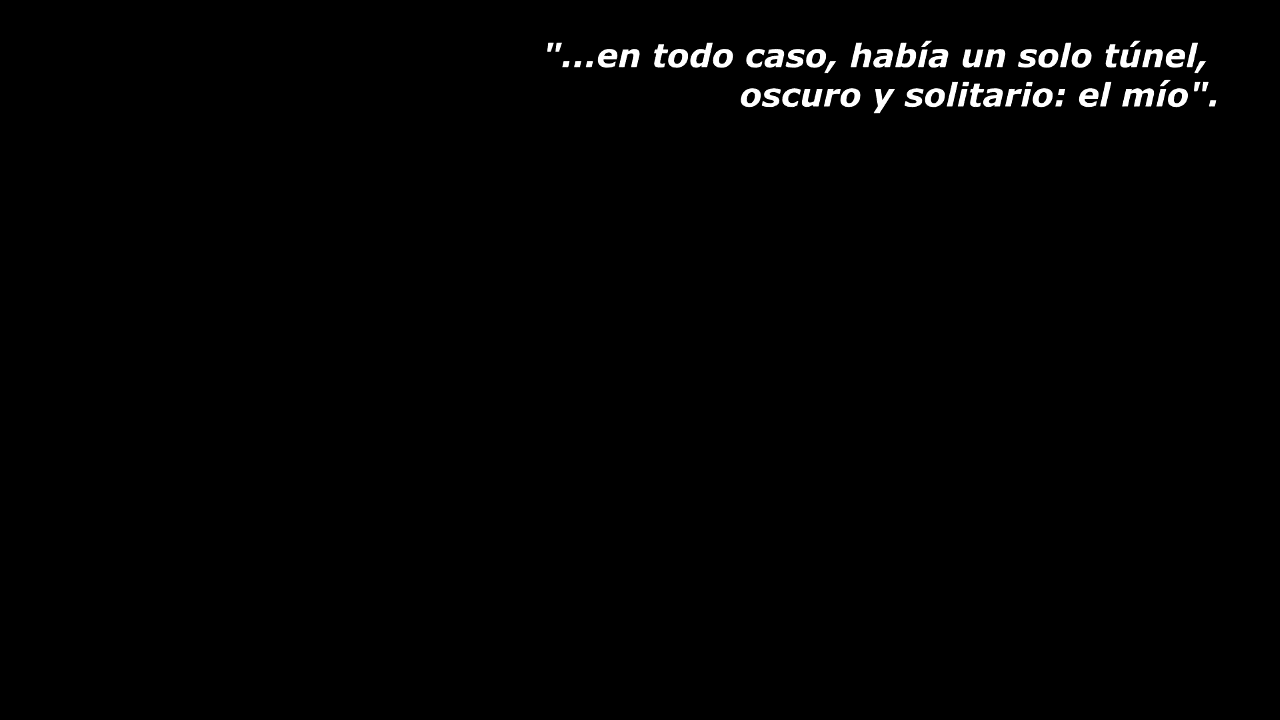 "...en todo caso, había un solo túnel,
oscuro y solitario: el mío".